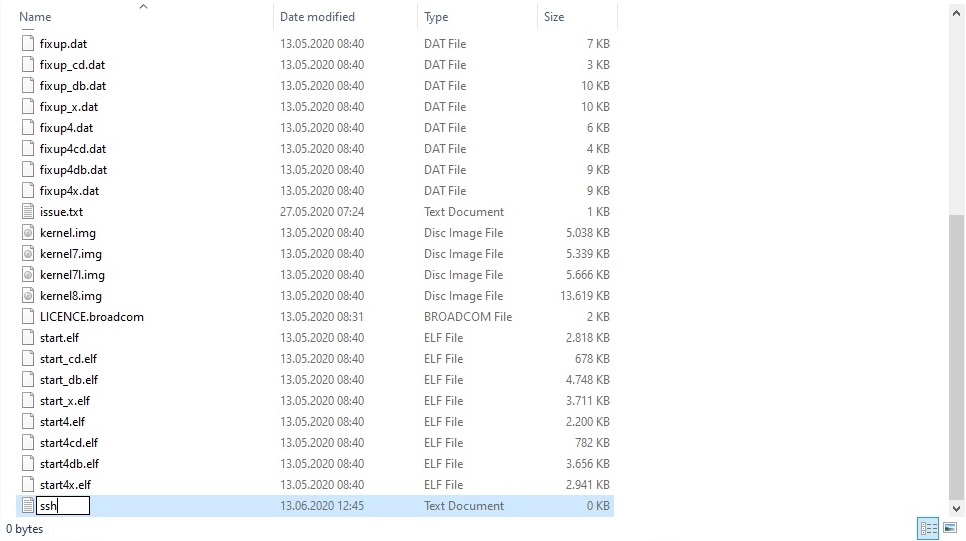 Name Date modified Type Size
fixup.dat 13.05.2020 08:40 DAT File 7 KB
fixup_cd.dat 13.05.2020 08:40 DAT File 3 KB
fixup_db.dat 13.05.2020 08:40 DAT File 10 KB
fixup_x.dat 13.05.2020 08:40 DAT File 10 KB
fixup4.dat 13.05.2020 08:40 DAT File 6 KB
fixup4cd.dat 13.05.2020 08:40 DAT File 4 KB
fixup4db.dat 13.05.2020 08:40 DAT File 9 KB
fixup4x.dat 13.05.2020 08:40 DAT File 9 KB
issue.txt 27.05.2020 07:24 Text Document 1 KB
kernel.img 13.05.2020 08:40 Disc Image File 5.038 KB
kernel7.img 13.05.2020 08:40 Disc Image File 5.339 KB
kernel7l.img 13.05.2020 08:40 Disc Image File 5.666 KB
kernel8.img 13.05.2020 08:40 Disc Image File 13.619 KB
LICENCE.broadcom 13.05.2020 08:31 BROADCOM File 2 KB
start.elf 13.05.2020 08:40 ELF File 2.818 KB
start_cd.elf 13.05.2020 08:40 ELF File 678 KB
start_db.elf 13.05.2020 08:40 ELF File 4.748 KB
start_x.elf 13.05.2020 08:40 ELF File 3.711 KB
start4.elf 13.05.2020 08:40 ELF File 2.200 KB
start4cd.elf 13.05.2020 08:40 ELF File 782 KB
start4db.elf 13.05.2020 08:40 ELF File 3.656 KB
start4x.elf 13.05.2020 08:40 ELF File 2.941 KB
ssh 13.06.2020 12:45 Text Document 0 KB
0 bytes